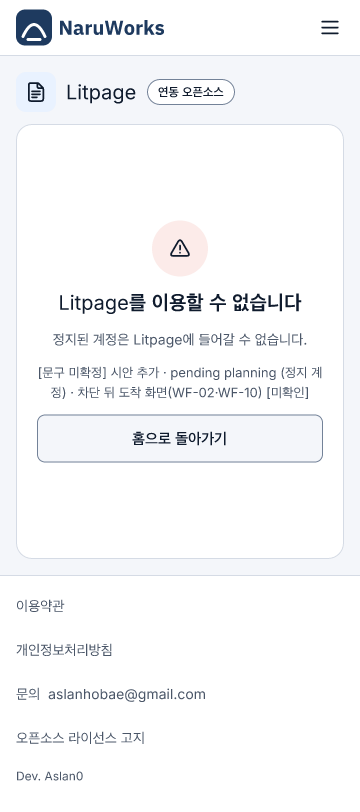 NaruWorks
Litpage 연동 오픈소스
Litpage를 이용할 수 없습니다
정지된 계정은 Litpage에 들어갈 수 없습니다.
[문구 미확정] 시안 추가 · pending planning (정지 계
정) · 차단 뒤 도착 화면(WF-02·WF-10) [미확인]
홈으로 돌아가기
이용약관
개인정보처리방침
문의 aslanhobae@gmail.com
오픈소스 라이선스 고지
Dev. Aslan0